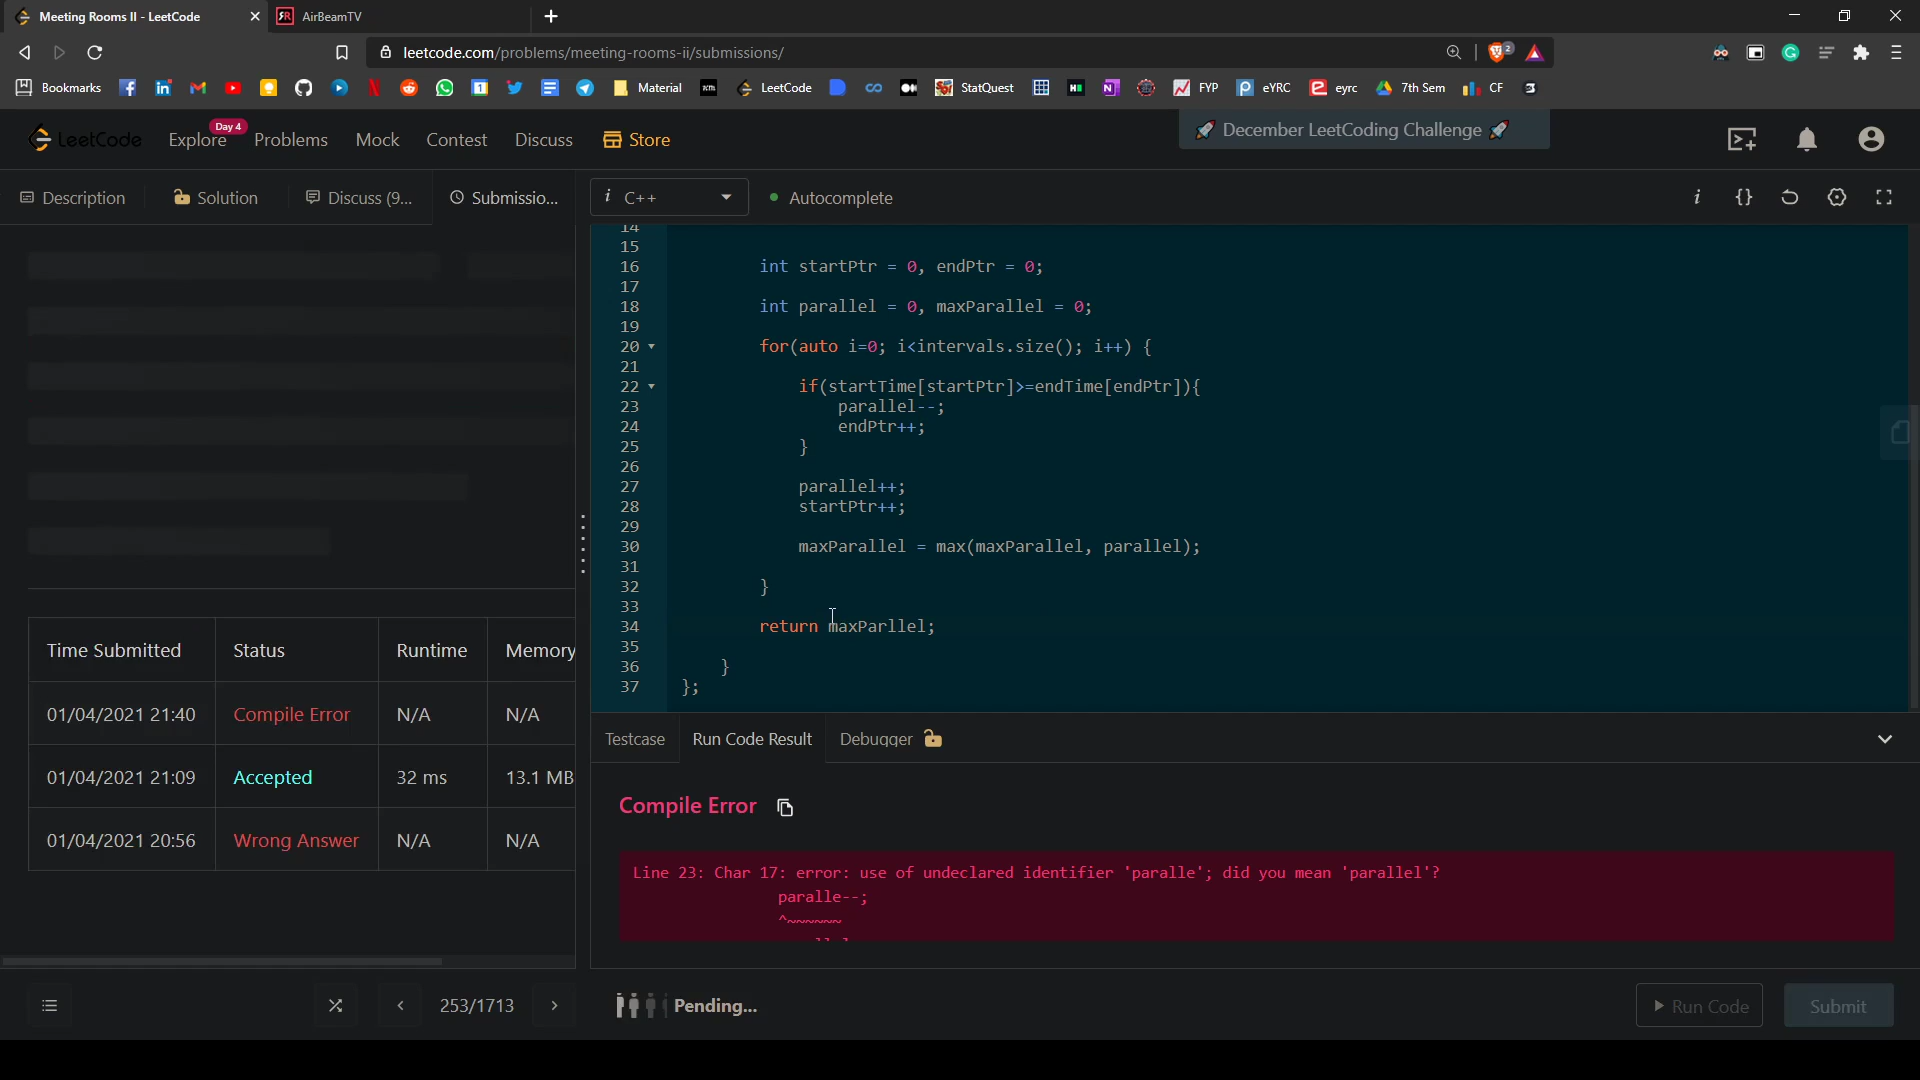 Meeting Rooms II - LeetCode
AirBeamTV
leetcode.com/problems/meeting-rooms-ii/submissions/
2
Bookmarks
Material
LeetCode
StatQuest
FYP
eYRC
eyrc
7th Sem
CF
LeetCode
Explore
Day 4
Problems
Mock
Contest
Discuss
Store
🚀 December LeetCoding Challenge 🚀
Description
Solution
Discuss (9...
Submissio...
i C++
Autocomplete
i {}
14
15
16 int startPtr = 0, endPtr = 0;
17
18 int parallel = 0, maxParallel = 0;
19
20 for(auto i=0; i<intervals.size(); i++) {
21
22 if(startTime[startPtr]>=endTime[endPtr]){
23 parallel--;
24 endPtr++;
25 }
26
27 parallel++;
28 startPtr++;
29
30 maxParallel = max(maxParallel, parallel);
31
32 }
33
34 return maxParllel;
35
36 }
37 };
Time Submitted Status Runtime Memory
01/04/2021 21:40 Compile Error N/A N/A
01/04/2021 21:09 Accepted 32 ms 13.1 MB
01/04/2021 20:56 Wrong Answer N/A N/A
Testcase
Run Code Result
Debugger
Compile Error
Line 23: Char 17: error: use of undeclared identifier 'paralle'; did you mean 'parallel'?
paralle--;
^~~~~~~
253/1713
Pending...
Run Code
Submit